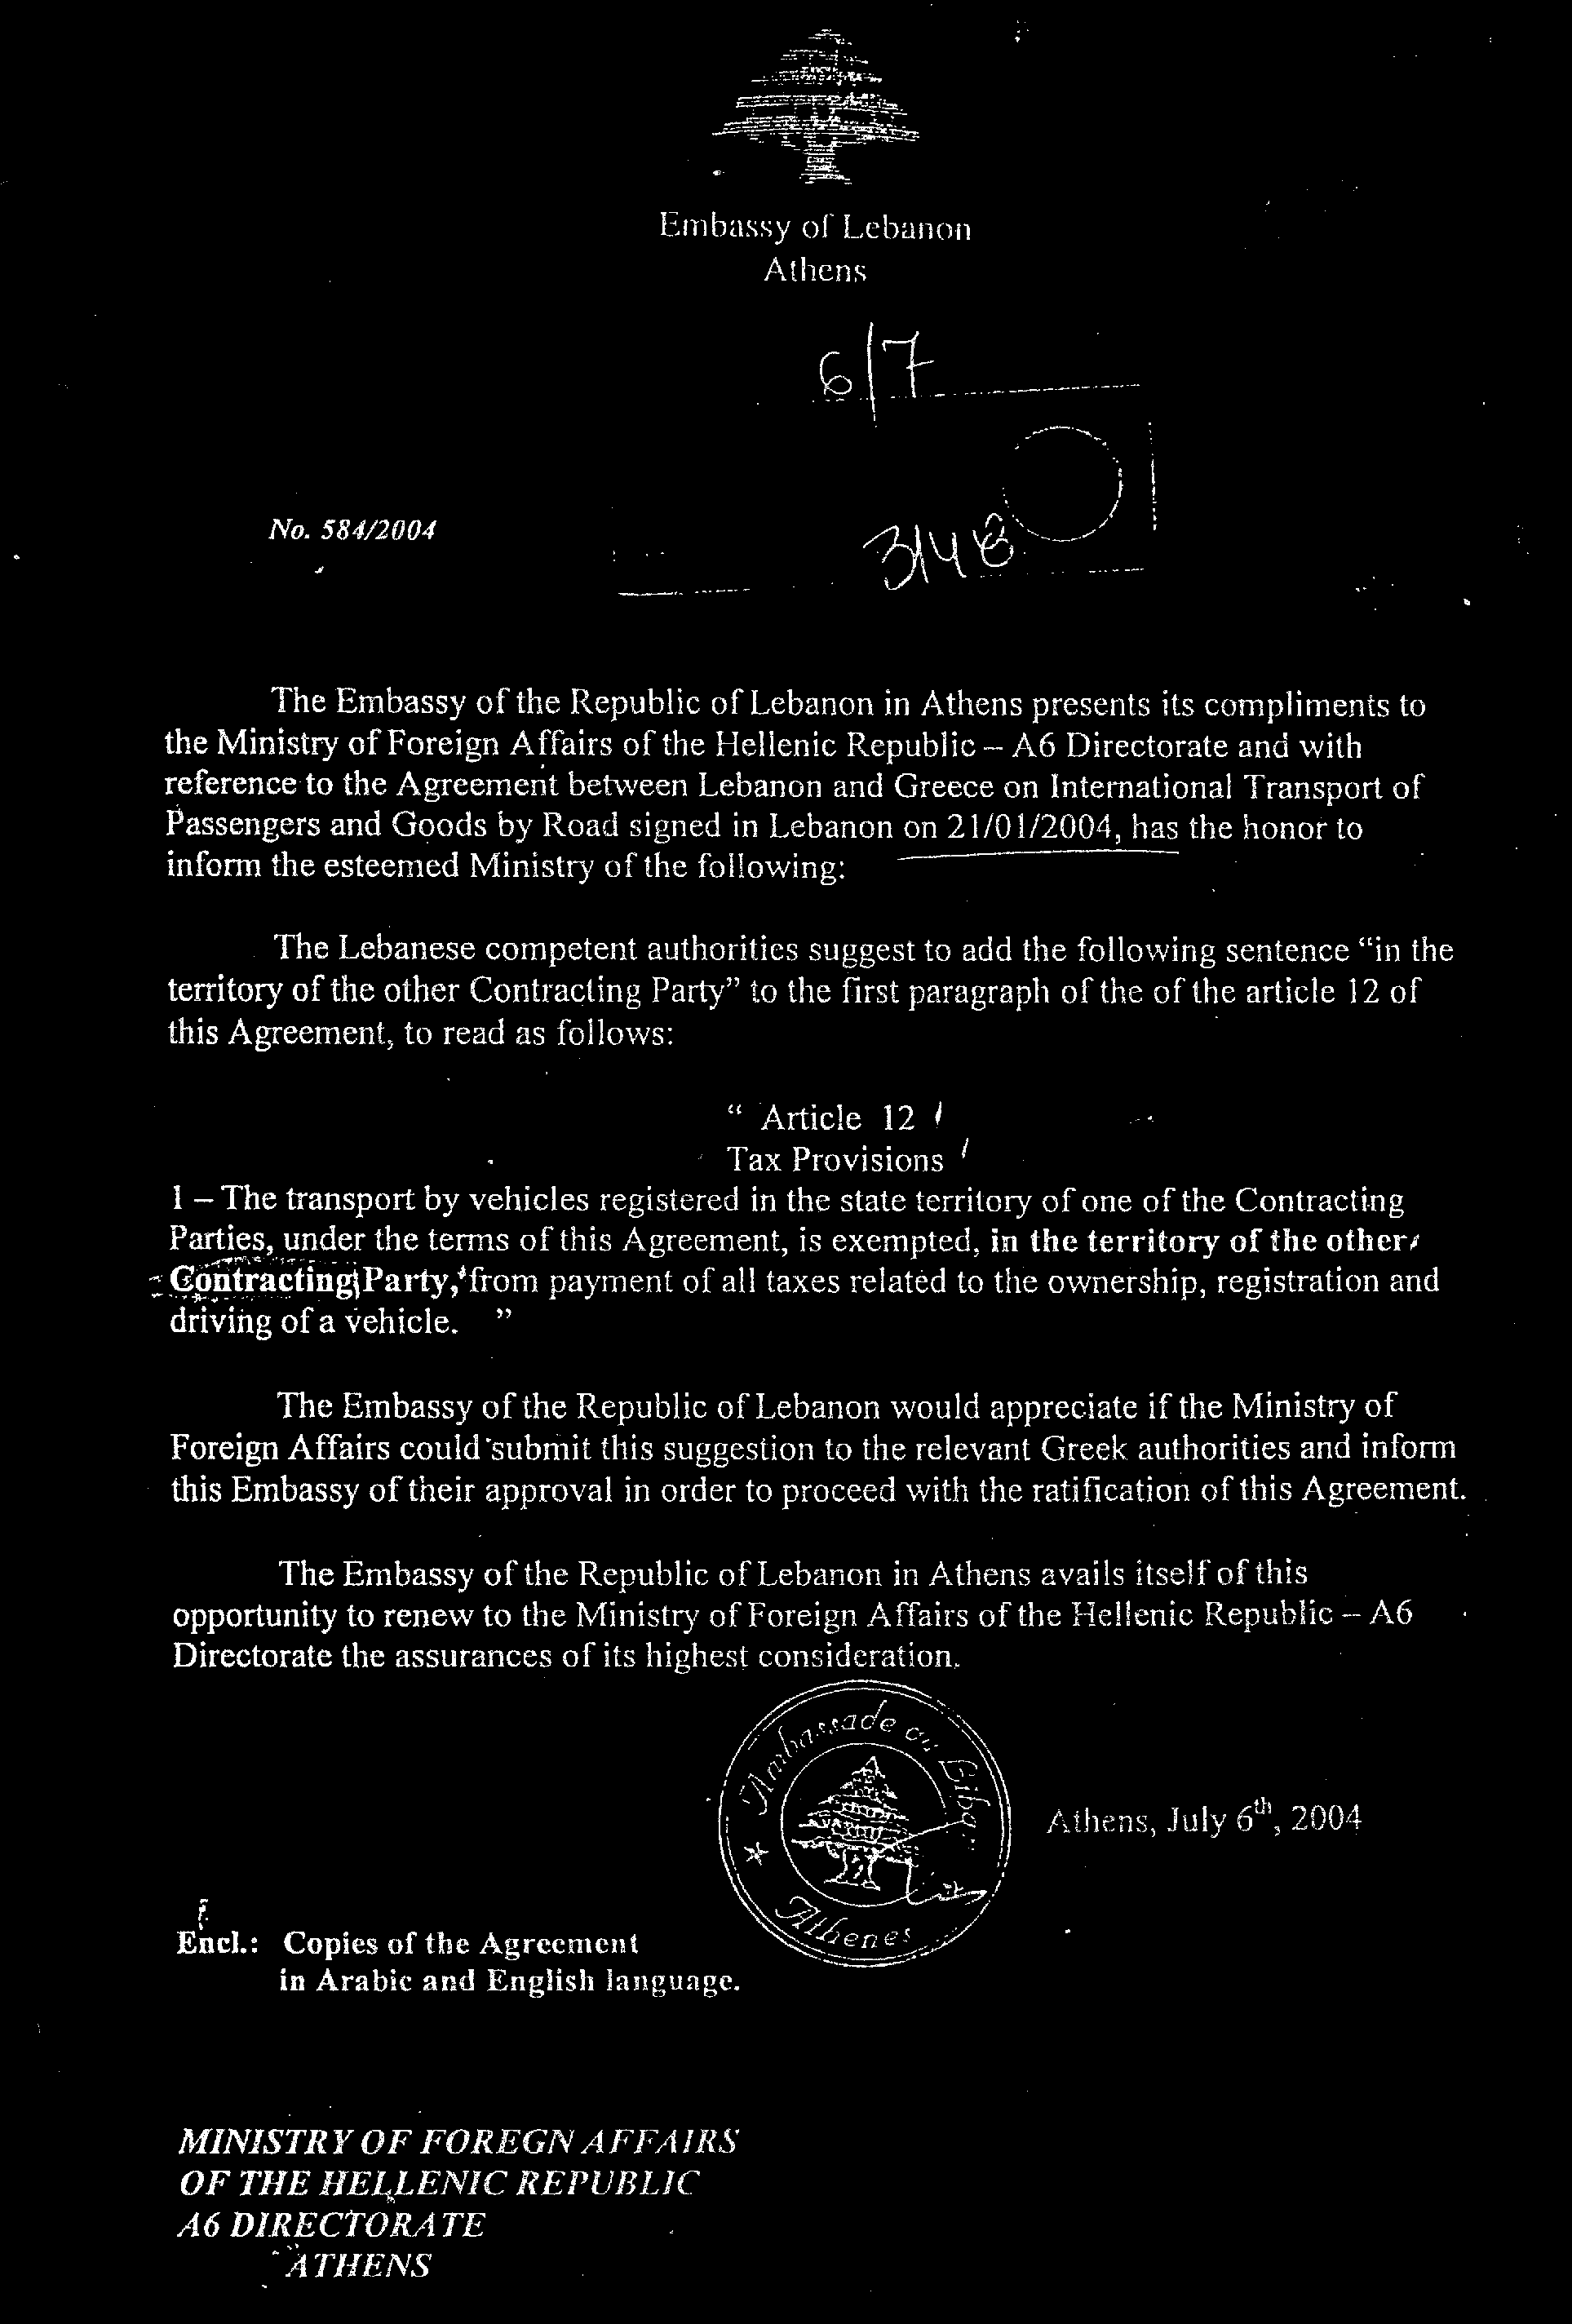 Embassy of Lebanon
Athens
6/7
No. 584/2004
3148
The Embassy of the Republic of Lebanon in Athens presents its compliments to
the Ministry of Foreign Affairs of the Hellenic Republic – A6 Directorate and with
reference to the Agreement between Lebanon and Greece on International Transport of
Passengers and Goods by Road signed in Lebanon on 21/01/2004, has the honor to
inform the esteemed Ministry of the following:
The Lebanese competent authorities suggest to add the following sentence “in the
territory of the other Contracting Party” to the first paragraph of the of the article 12 of
this Agreement, to read as follows:
“ Article 12
Tax Provisions
1 – The transport by vehicles registered in the state territory of one of the Contracting
Parties, under the terms of this Agreement, is exempted, in the territory of the other
Contracting Party, from payment of all taxes related to the ownership, registration and
driving of a vehicle. ”
The Embassy of the Republic of Lebanon would appreciate if the Ministry of
Foreign Affairs could submit this suggestion to the relevant Greek authorities and inform
this Embassy of their approval in order to proceed with the ratification of this Agreement.
The Embassy of the Republic of Lebanon in Athens avails itself of this
opportunity to renew to the Ministry of Foreign Affairs of the Hellenic Republic – A6
Directorate the assurances of its highest consideration.
Ambassade du Liban
Athenes
Athens, July 6th, 2004
Encl.: Copies of the Agreement
in Arabic and English language.
MINISTRY OF FOREGN AFFAIRS
OF THE HELLENIC REPUBLIC
A6 DIRECTORATE
ATHENS